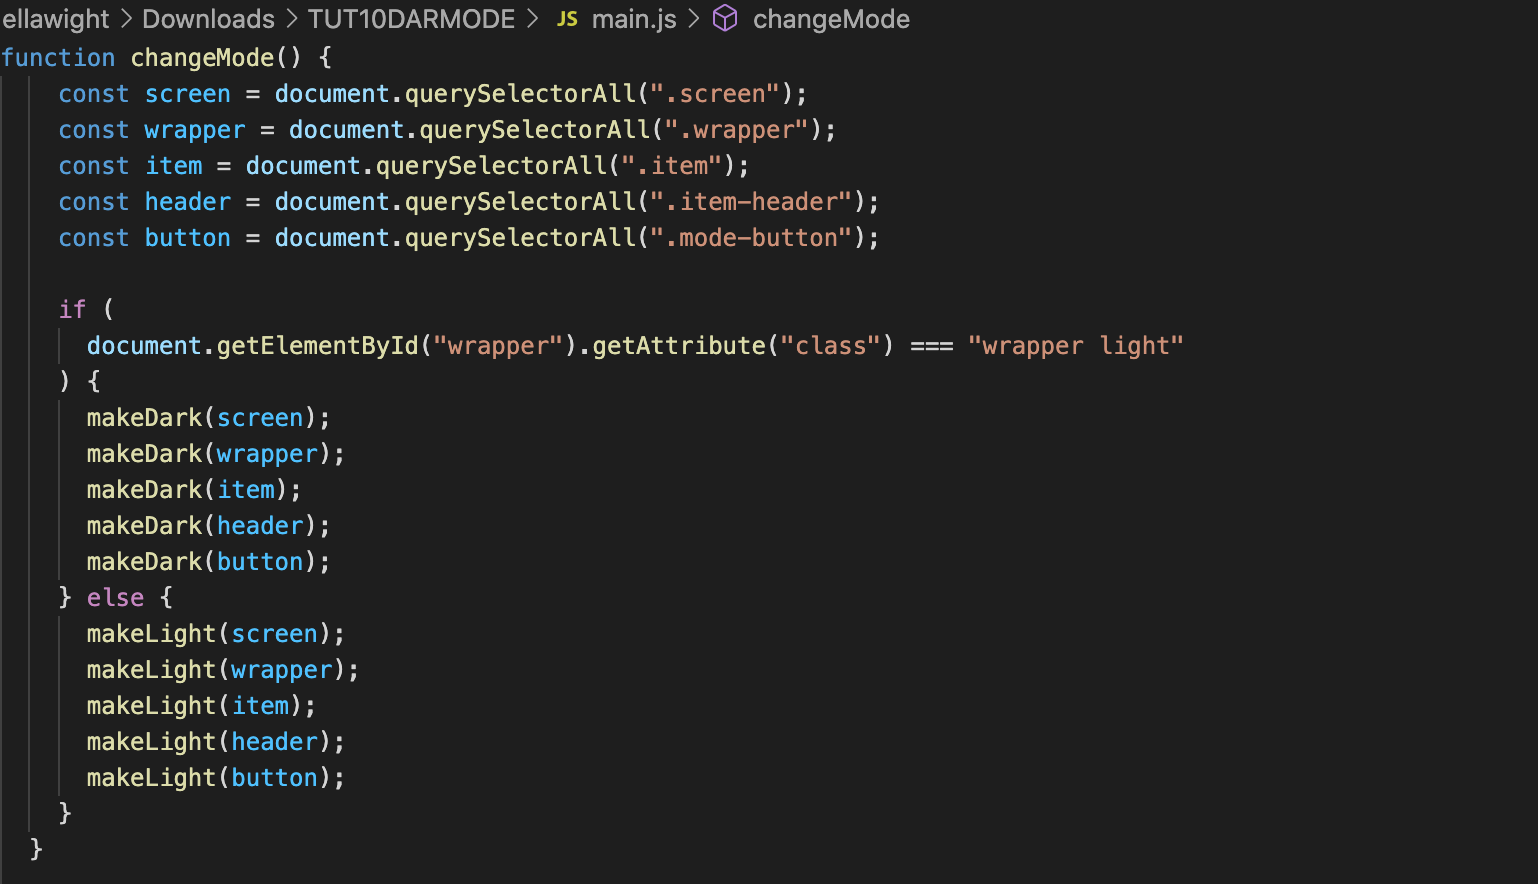 ellawight > Downloads > TUT10DARMODE > JS main.js > changeMode
function changeMode() {
const screen = document.querySelectorAll(".screen");
const wrapper = document.querySelectorAll(".wrapper");
const item = document.querySelectorAll(".item");
const header = document.querySelectorAll(".item-header");
const button = document.querySelectorAll(".mode-button");
if (
document.getElementById("wrapper").getAttribute("class") === "wrapper light"
) {
makeDark(screen);
makeDark(wrapper);
makeDark(item);
makeDark(header);
makeDark(button);
} else {
makeLight(screen);
makeLight(wrapper);
makeLight(item);
makeLight(header);
makeLight(button);
}
}